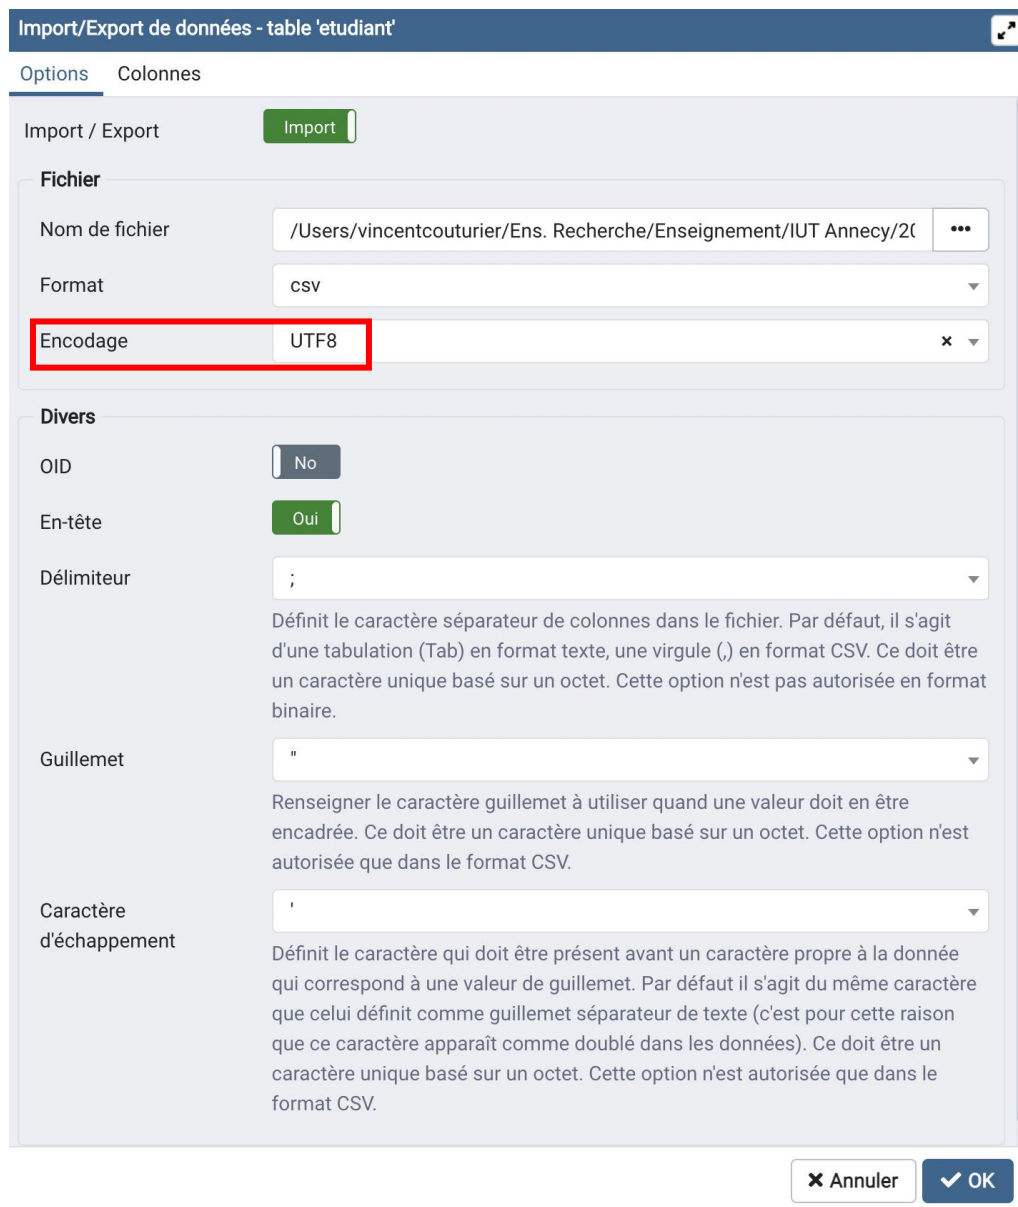 Import/Export de données - table 'etudiant'
Options Colonnes
Import / Export Import
Fichier
Nom de fichier /Users/vincentcouturier/Ens. Recherche/Enseignement/IUT Annecy/20 •••
Format csv
Encodage UTF8 ×
Divers
OID No
En-tête Oui
Délimiteur ;
Définit le caractère séparateur de colonnes dans le fichier. Par défaut, il s'agit
d'une tabulation (Tab) en format texte, une virgule (,) en format CSV. Ce doit être
un caractère unique basé sur un octet. Cette option n'est pas autorisée en format
binaire.
Guillemet "
Renseigner le caractère guillemet à utiliser quand une valeur doit en être
encadrée. Ce doit être un caractère unique basé sur un octet. Cette option n'est
autorisée que dans le format CSV.
Caractère
d'échappement '
Définit le caractère qui doit être présent avant un caractère propre à la donnée
qui correspond à une valeur de guillemet. Par défaut il s'agit du même caractère
que celui définit comme guillemet séparateur de texte (c'est pour cette raison
que ce caractère apparaît comme doublé dans les données). Ce doit être un
caractère unique basé sur un octet. Cette option n'est autorisée que dans le
format CSV.
Annuler OK